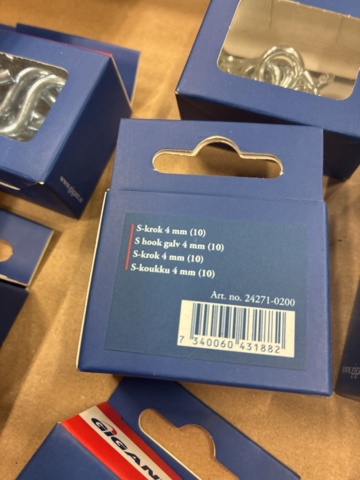 S-krok 4 mm (10)
S hook galv 4 mm (10)
S-krok 4 mm (10)
S-koukku 4 mm (10)
Art. no. 24271-0200
7 340060 431882
GIGAN